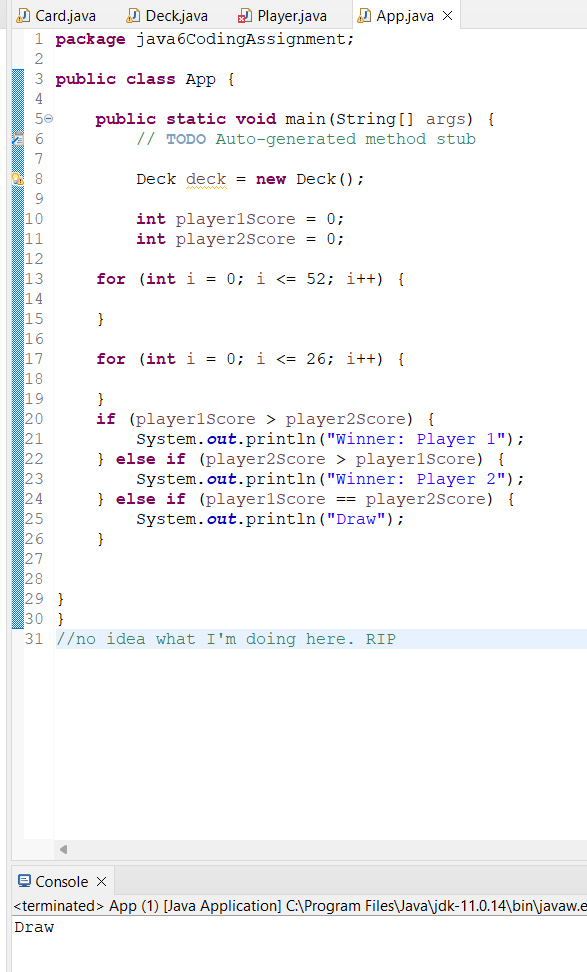 Card.java Deck.java Player.java App.java
1 package java6CodingAssignment;
2
3 public class App {
4
5 public static void main(String[] args) {
6 // TODO Auto-generated method stub
7
8 Deck deck = new Deck();
9
10 int player1Score = 0;
11 int player2Score = 0;
12
13 for (int i = 0; i <= 52; i++) {
14
15 }
16
17 for (int i = 0; i <= 26; i++) {
18
19 }
20 if (player1Score > player2Score) {
21 System.out.println("Winner: Player 1");
22 } else if (player2Score > player1Score) {
23 System.out.println("Winner: Player 2");
24 } else if (player1Score == player2Score) {
25 System.out.println("Draw");
26 }
27
28
29 }
30 }
31 //no idea what I'm doing here. RIP
Console
<terminated> App (1) [Java Application] C:\Program Files\Java\jdk-11.0.14\bin\javaw.e
Draw